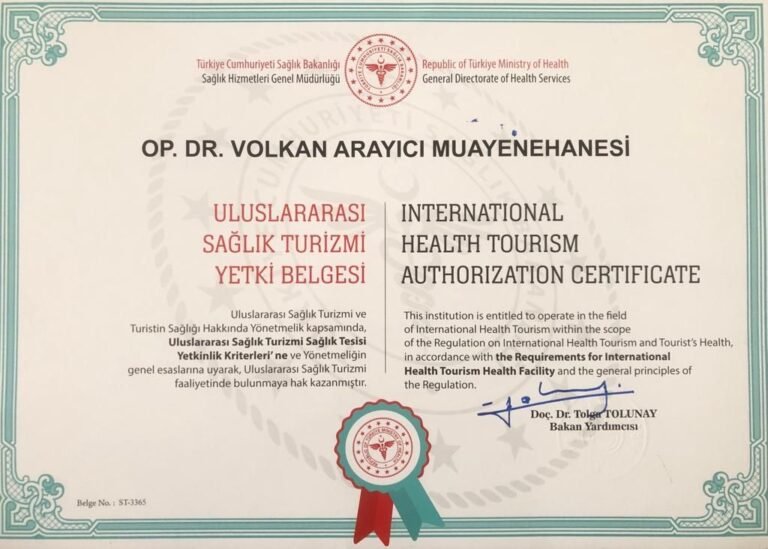 Türkiye Cumhuriyeti Sağlık Bakanlığı
Sağlık Hizmetleri Genel Müdürlüğü
Republic of Türkiye Ministry of Health
General Directorate of Health Services
OP. DR. VOLKAN ARAYICI MUAYENEHANESİ
ULUSLARARASI
SAĞLIK TURİZMİ
YETKİ BELGESİ
INTERNATIONAL
HEALTH TOURISM
AUTHORIZATION CERTIFICATE
Uluslararası Sağlık Turizmi ve
Turistin Sağlığı Hakkında Yönetmelik kapsamında,
Uluslararası Sağlık Turizmi Sağlık Tesisi
Yetkinlik Kriterleri' ne ve Yönetmeliğin
genel esaslarına uyarak, Uluslararası Sağlık Turizmi
faaliyetinde bulunmaya hak kazanmıştır.
This institution is entitled to operate in the field
of International Health Tourism within the scope
of the Regulation on International Health Tourism and Tourist's Health,
in accordance with the Requirements for International
Health Tourism Health Facility and the general principles of
the Regulation.
Doç. Dr. Tolga TOLUNAY
Bakan Yardımcısı
Belge No. : ST-3365